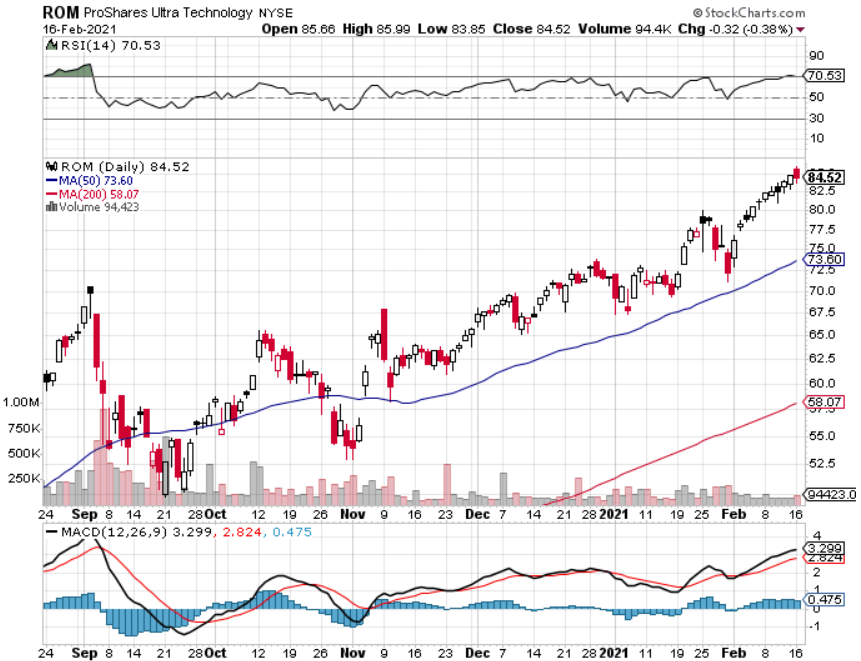 ROM ProShares Ultra Technology NYSE © StockCharts.com
16-Feb-2021 Open 85.66 High 85.99 Low 83.85 Close 84.52 Volume 94.4K Chg -0.32 (-0.38%)
RSI(14) 70.53
90
70.53
50
30
10
ROM (Daily) 84.52
MA(50) 73.60
MA(200) 58.07
Volume 94,423
84.52
82.5
80.0
77.5
75.0
73.60
72.5
70.0
67.5
65.0
62.5
60.0
58.07
55.0
52.5
94423.0
1.00M
750K
500K
250K
24 Sep 8 14 21 28 Oct 12 19 26 Nov 9 16 23 Dec 7 14 21 28 2021 11 19 25 Feb 8 16
MACD(12,26,9) 3.299, 2.824, 0.475
4
3.299
2.824
2
1
0.475
0
-1
24 Sep 8 14 21 28 Oct 12 19 26 Nov 9 16 23 Dec 7 14 21 28 2021 11 19 25 Feb 8 16